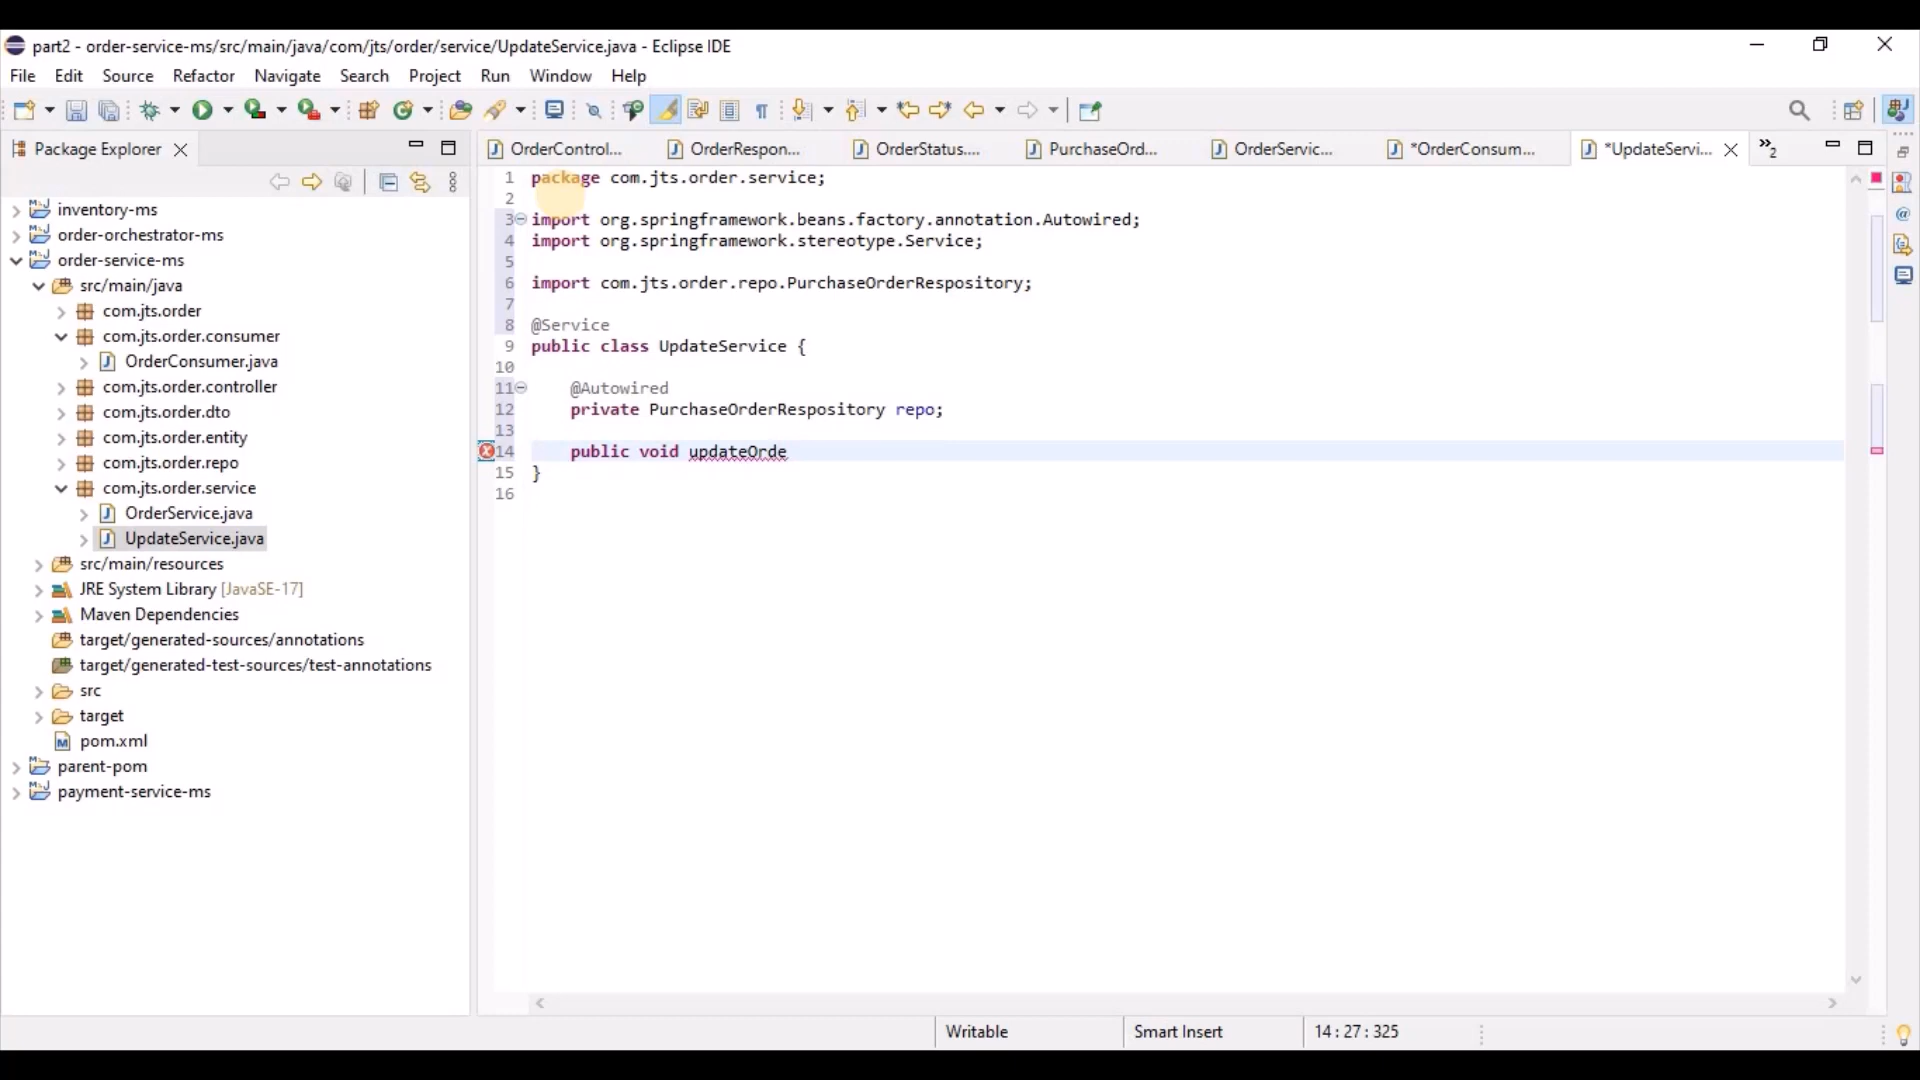 part2 - order-service-ms/src/main/java/com/jts/order/service/UpdateService.java - Eclipse IDE
File Edit Source Refactor Navigate Search Project Run Window Help
Package Explorer
OrderControl... OrderRespon... OrderStatus.... PurchaseOrd... OrderServic... *OrderConsum... *UpdateServi... »2
inventory-ms
order-orchestrator-ms
order-service-ms
src/main/java
com.jts.order
com.jts.order.consumer
OrderConsumer.java
com.jts.order.controller
com.jts.order.dto
com.jts.order.entity
com.jts.order.repo
com.jts.order.service
OrderService.java
UpdateService.java
src/main/resources
JRE System Library [JavaSE-17]
Maven Dependencies
target/generated-sources/annotations
target/generated-test-sources/test-annotations
src
target
pom.xml
parent-pom
payment-service-ms
1 package com.jts.order.service;
2
3 import org.springframework.beans.factory.annotation.Autowired;
4 import org.springframework.stereotype.Service;
5
6 import com.jts.order.repo.PurchaseOrderRespository;
7
8 @Service
9 public class UpdateService {
10
11 @Autowired
12 private PurchaseOrderRespository repo;
13
14 public void updateOrde
15 }
16
Writable Smart Insert 14 : 27 : 325